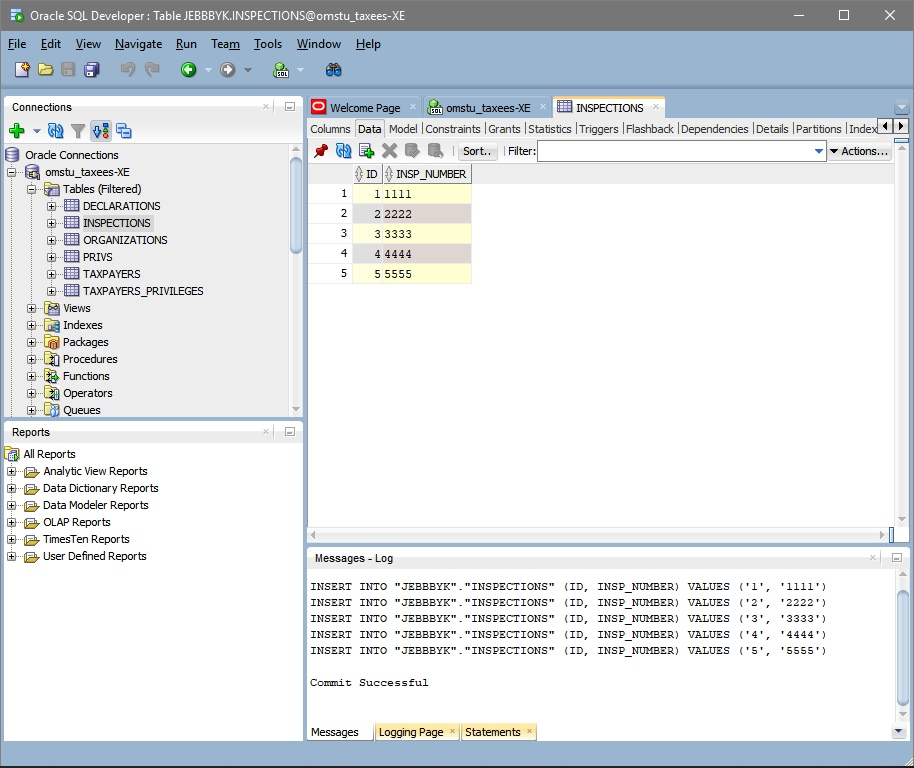 Oracle SQL Developer : Table JEBBBYK.INSPECTIONS@omstu_taxees-XE
File Edit View Navigate Run Team Tools Window Help
Connections
Oracle Connections
omstu_taxees-XE
Tables (Filtered)
DECLARATIONS
INSPECTIONS
ORGANIZATIONS
PRIVS
TAXPAYERS
TAXPAYERS_PRIVILEGES
Views
Indexes
Packages
Procedures
Functions
Operators
Queues
Reports
All Reports
Analytic View Reports
Data Dictionary Reports
Data Modeler Reports
OLAP Reports
TimesTen Reports
User Defined Reports
Welcome Page omstu_taxees-XE INSPECTIONS
Columns Data Model Constraints Grants Statistics Triggers Flashback Dependencies Details Partitions Index
Sort.. Filter: Actions...
ID INSP_NUMBER
1 1 1111
2 2 2222
3 3 3333
4 4 4444
5 5 5555
Messages - Log
INSERT INTO "JEBBBYK"."INSPECTIONS" (ID, INSP_NUMBER) VALUES ('1', '1111')
INSERT INTO "JEBBBYK"."INSPECTIONS" (ID, INSP_NUMBER) VALUES ('2', '2222')
INSERT INTO "JEBBBYK"."INSPECTIONS" (ID, INSP_NUMBER) VALUES ('3', '3333')
INSERT INTO "JEBBBYK"."INSPECTIONS" (ID, INSP_NUMBER) VALUES ('4', '4444')
INSERT INTO "JEBBBYK"."INSPECTIONS" (ID, INSP_NUMBER) VALUES ('5', '5555')
Commit Successful
Messages Logging Page Statements